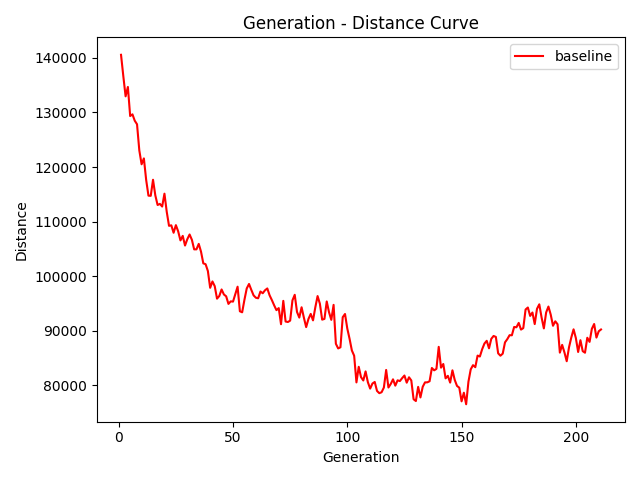 Generation - Distance Curve
baseline
Distance
140000
130000
120000
110000
100000
90000
80000
0 50 100 150 200
Generation